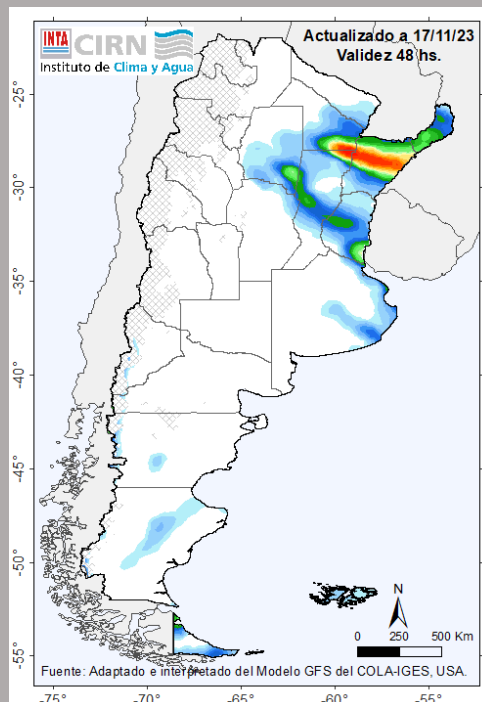 INTA CIRN
Instituto de Clima y Agua
Actualizado a 17/11/23
Validez 48 hs.
-25°
-30°
-35°
-40°
-45°
-50°
-55°
N
0 250 500 Km
Fuente: Adaptado e interpretado del Modelo GFS del COLA-IGES, USA.
-75° -70° -65° -60° -55°